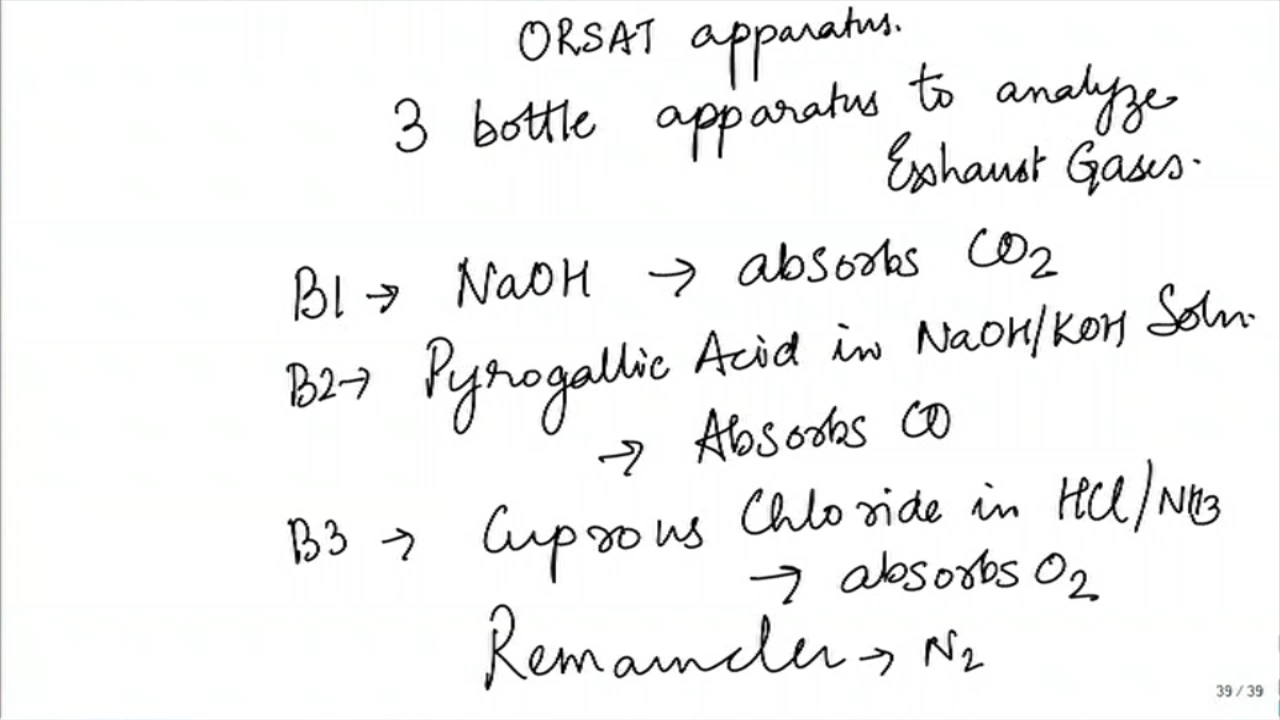 ORSAT apparatus.
3 bottle apparatus to analyze
Exhaust Gases.
B1 → NaOH → absorbs CO2
B2 → Pyrogallic Acid in NaOH/KOH Soln.
→ Absorbs CO
B3 → Cuprous Chloride in HCl/NH3
→ absorbs O2
Remainder → N2
39 / 39